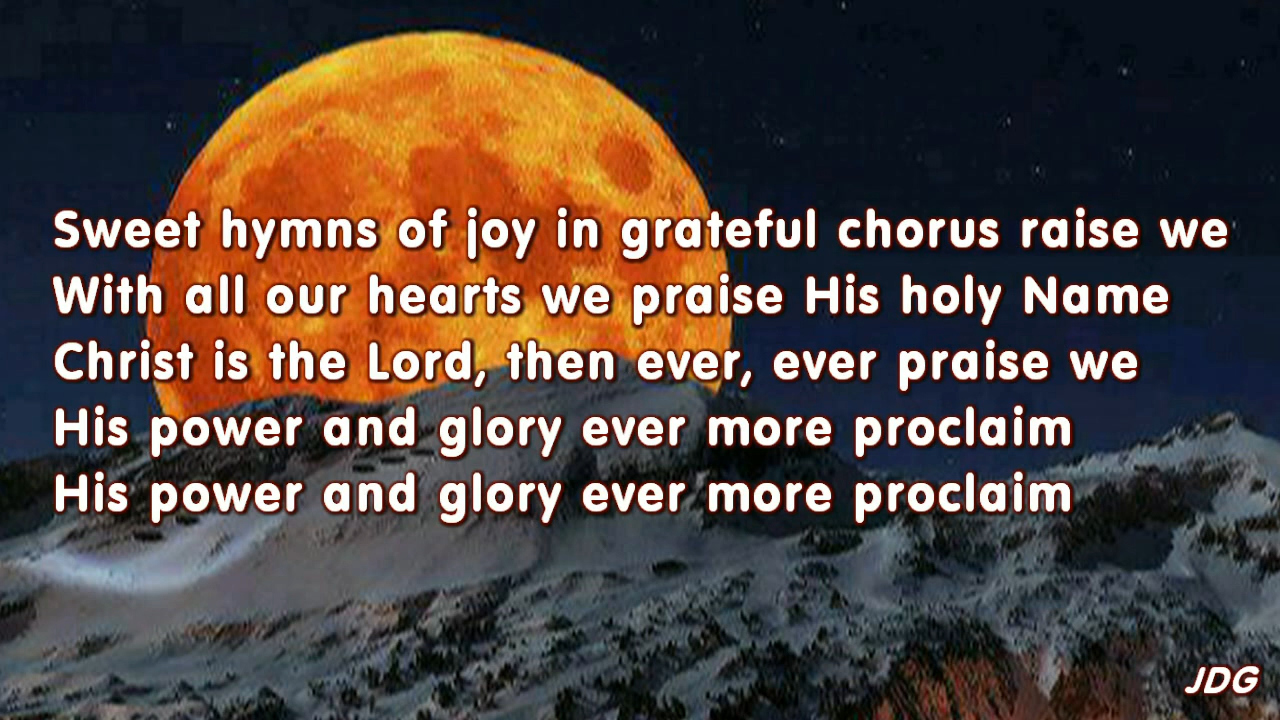 Sweet hymns of joy in grateful chorus raise we
With all our hearts we praise His holy Name
Christ is the Lord, then ever, ever praise we
His power and glory ever more proclaim
His power and glory ever more proclaim
JDG